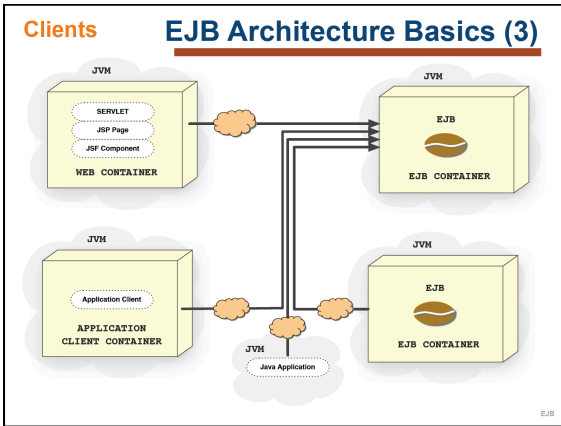 Clients
EJB Architecture Basics (3)
JVM
SERVLET
JSP Page
JSF Component
WEB CONTAINER
JVM
EJB
EJB CONTAINER
JVM
Application Client
APPLICATION
CLIENT CONTAINER
JVM
Java Application
JVM
EJB
EJB CONTAINER
EJB